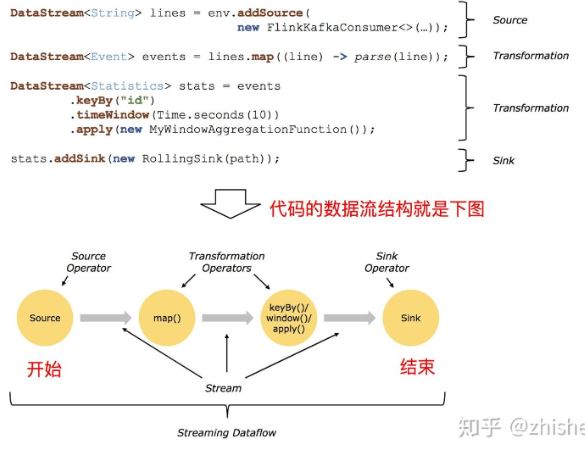 DataStream<String> lines = env.addSource(
new FlinkKafkaConsumer<>(…));
Source
DataStream<Event> events = lines.map((line) -> parse(line));
Transformation
DataStream<Statistics> stats = events
.keyBy("id")
.timeWindow(Time.seconds(10))
.apply(new MyWindowAggregationFunction());
Transformation
stats.addSink(new RollingSink(path));
Sink
代码的数据流结构就是下图
Source
Operator
Transformation
Operators
Sink
Operator
Source
map()
keyBy()/
window()/
apply()
Sink
开始
结束
Stream
Streaming Dataflow
知乎 @zhishe